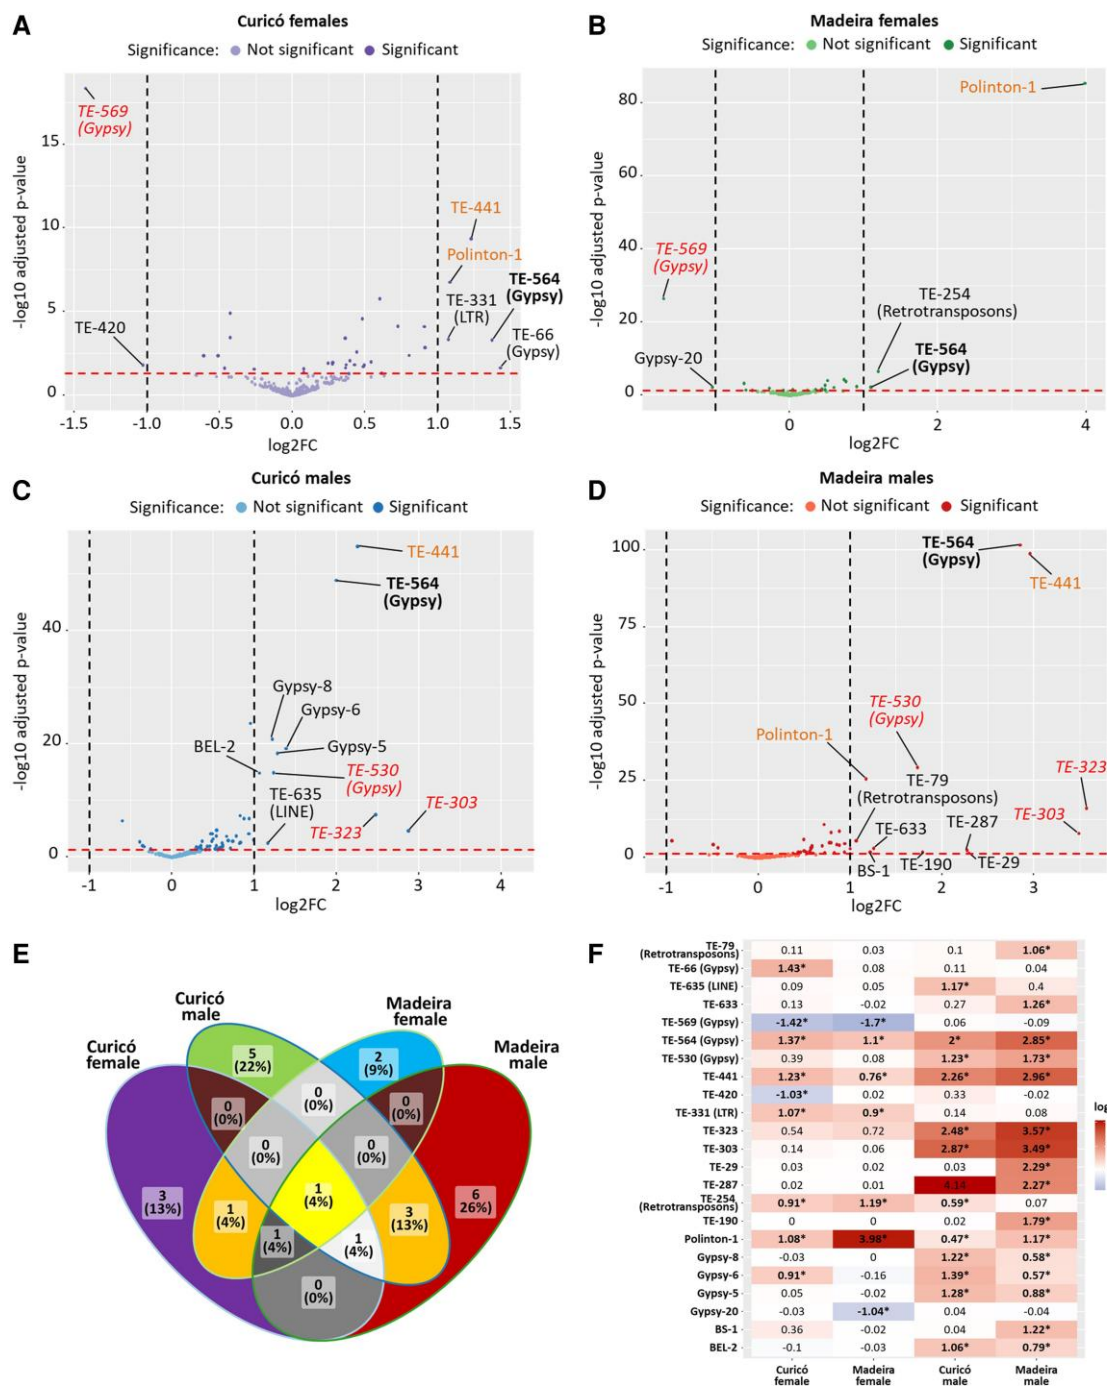 A
Curicó females
Significance: Not significant Significant
-log10 adjusted p-value
15
10
5
0
-1.5 -1.0 -0.5 0.0 0.5 1.0 1.5
log2FC
TE-569
(Gypsy)
TE-420
TE-441
Polinton-1
TE-564
(Gypsy)
TE-331
(LTR)
TE-66
(Gypsy)
B
Madeira females
Significance: Not significant Significant
-log10 adjusted p-value
80
60
40
20
0
0 2 4
log2FC
Polinton-1
TE-569
(Gypsy)
TE-254
(Retrotransposons)
Gypsy-20
TE-564
(Gypsy)
C
Curicó males
Significance: Not significant Significant
-log10 adjusted p-value
40
20
0
-1 0 1 2 3 4
log2FC
TE-441
TE-564
(Gypsy)
Gypsy-8
Gypsy-6
BEL-2
Gypsy-5
TE-530
(Gypsy)
TE-635
(LINE)
TE-323
TE-303
D
Madeira males
Significance: Not significant Significant
-log10 adjusted p-value
100
75
50
25
0
-1 0 1 2 3
log2FC
TE-564
(Gypsy)
TE-441
TE-530
(Gypsy)
Polinton-1
TE-79
(Retrotransposons)
TE-323
TE-303
TE-633
TE-287
BS-1
TE-190
TE-29
E
Curicó
female
Curicó
male
Madeira
female
Madeira
male
5
(22%)
2
(9%)
0
(0%)
0
(0%)
0
(0%)
0
(0%)
0
(0%)
3
(13%)
1
(4%)
1
(4%)
3
(13%)
6
26%)
1
(4%)
1
(4%)
0
(0%)
F
TE-79
(Retrotransposons) 0.11 0.03 0.1 1.06*
TE-66 (Gypsy) 1.43* 0.08 0.11 0.04
TE-635 (LINE) 0.09 0.05 1.17* 0.4
TE-633 0.13 -0.02 0.27 1.26*
TE-569 (Gypsy) -1.42* -1.7* 0.06 -0.09
TE-564 (Gypsy) 1.37* 1.1* 2* 2.85*
TE-530 (Gypsy) 0.39 0.08 1.23* 1.73*
TE-441 1.23* 0.76* 2.26* 2.96*
TE-420 -1.03* 0.02 0.33 -0.02
TE-331 (LTR) 1.07* 0.9* 0.14 0.08
TE-323 0.54 0.72 2.48* 3.57*
TE-303 0.14 0.06 2.87* 3.49*
TE-29 0.03 0.02 0.03 2.29*
TE-287 0.02 0.01 4.14 2.27*
TE-254
(Retrotransposons) 0.91* 1.19* 0.59* 0.07
TE-190 0 0 0.02 1.79*
Polinton-1 1.08* 3.98* 0.47* 1.17*
Gypsy-8 -0.03 0 1.22* 0.58*
Gypsy-6 0.91* -0.16 1.39* 0.57*
Gypsy-5 0.05 -0.02 1.28* 0.88*
Gypsy-20 -0.03 -1.04* 0.04 -0.04
BS-1 0.36 -0.02 0.04 1.22*
BEL-2 -0.1 -0.03 1.06* 0.79*
Curicó
female
Madeira
female
Curicó
male
Madeira
male
log